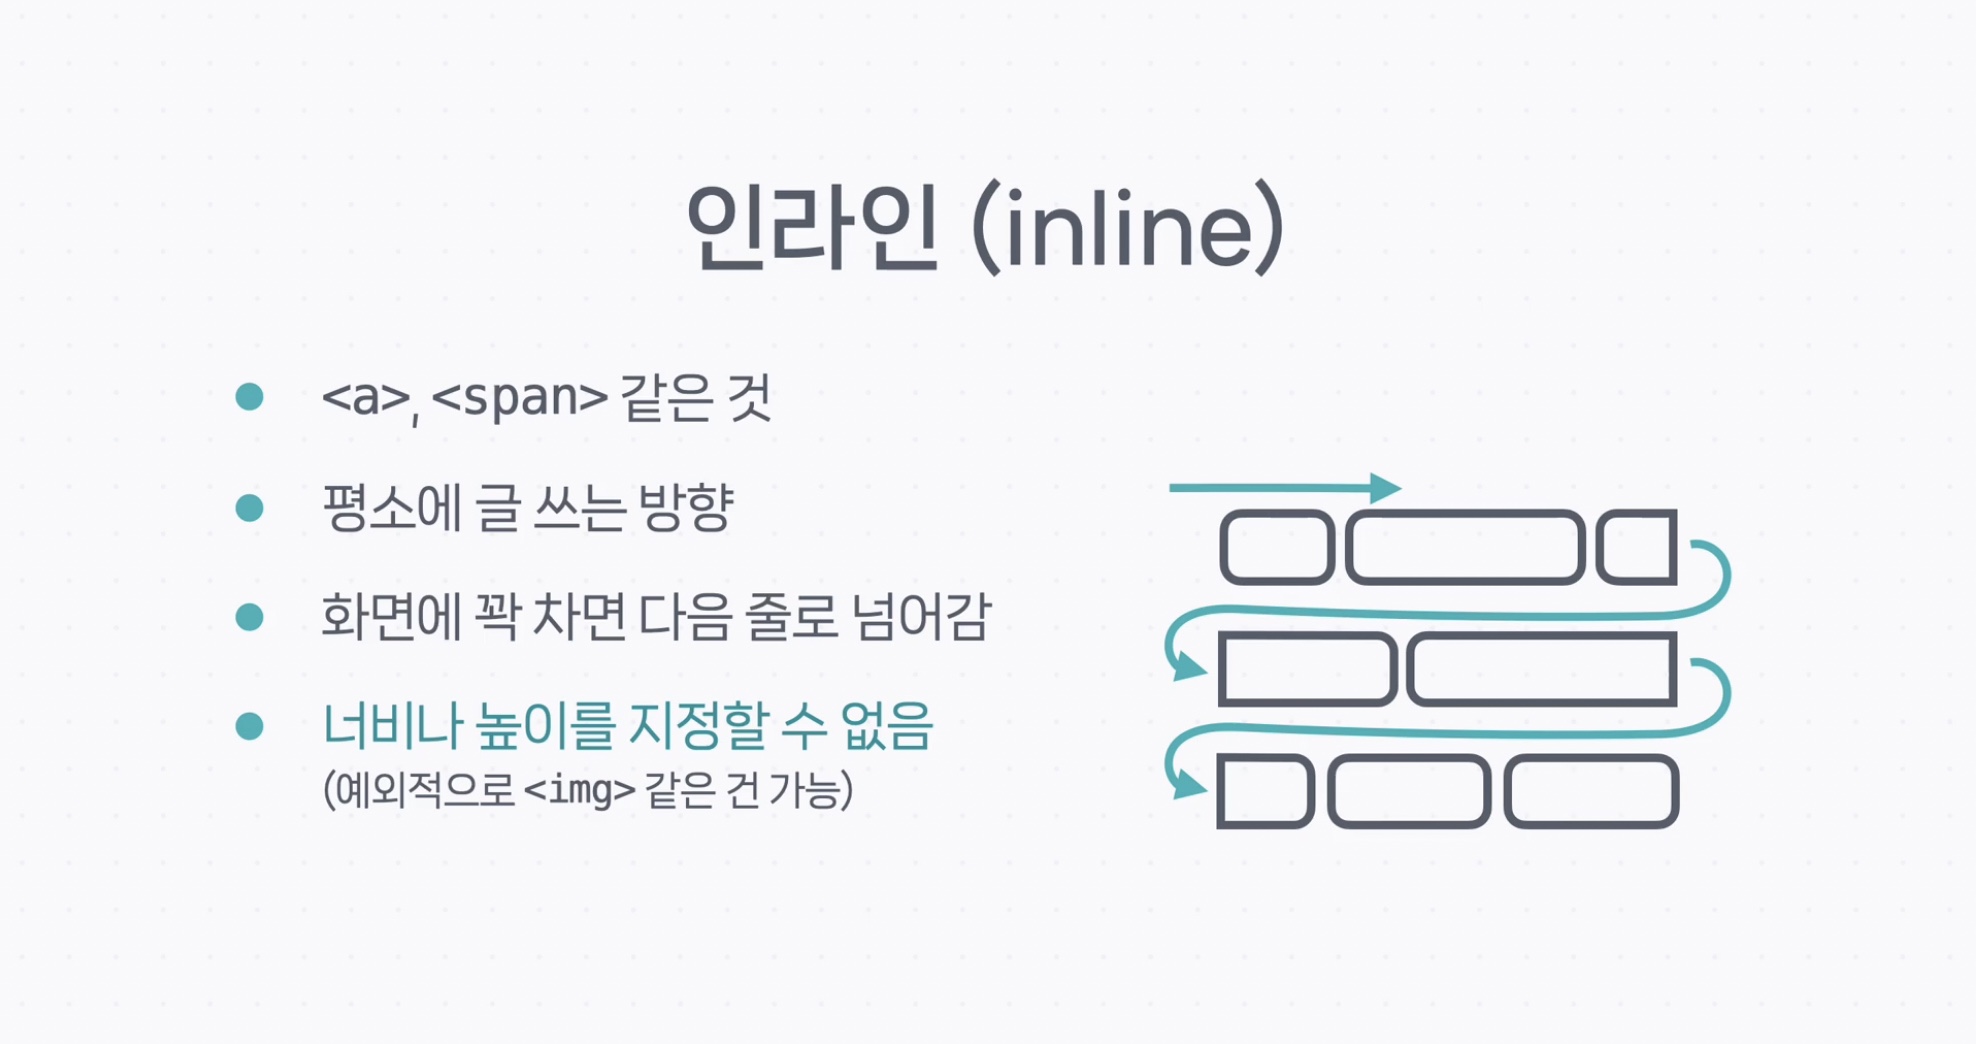 인라인 (inline)
<a>, <span> 같은 것
평소에 글 쓰는 방향
화면에 꽉 차면 다음 줄로 넘어감
너비나 높이를 지정할 수 없음
(예외적으로 <img> 같은 건 가능)